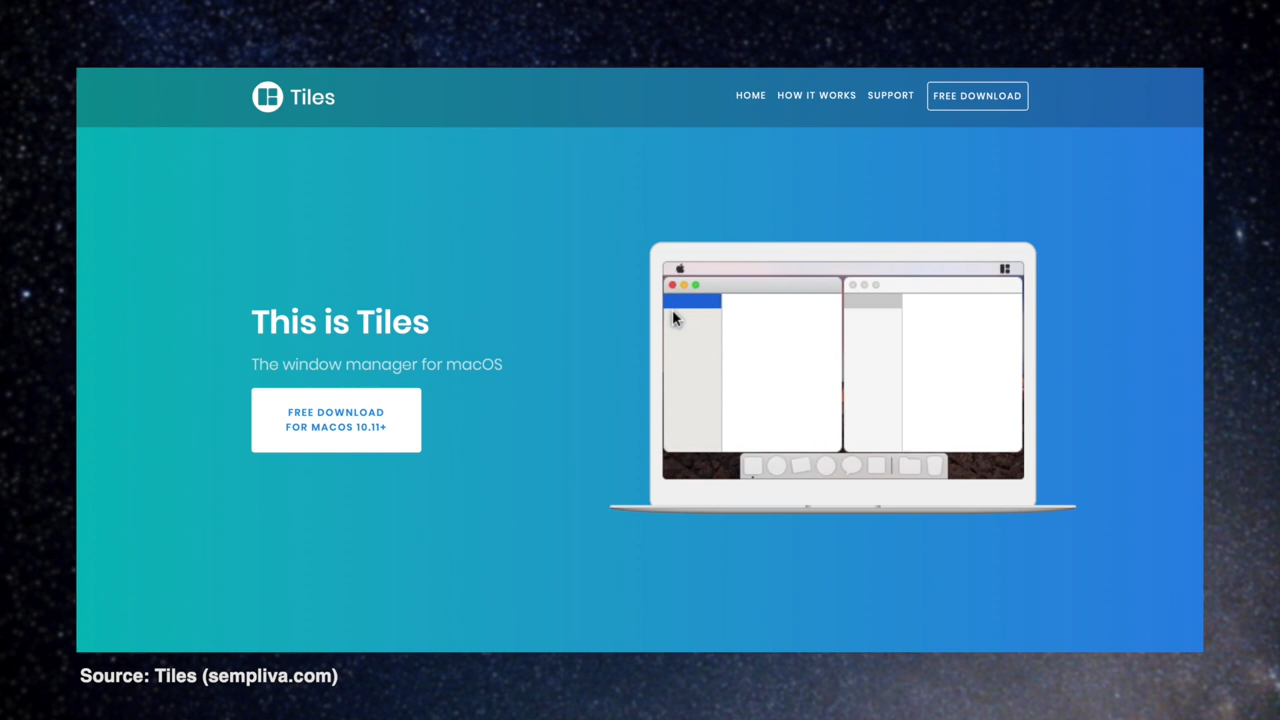 Tiles
HOME HOW IT WORKS SUPPORT FREE DOWNLOAD
This is Tiles
The window manager for macOS
FREE DOWNLOAD
FOR MACOS 10.11+
Source: Tiles (sempliva.com)